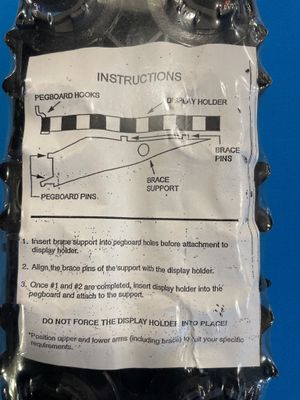 INSTRUCTIONS
PEGBOARD HOOKS
DISPLAY HOLDER
BRACE
PINS
BRACE
SUPPORT
PEGBOARD PINS
1. Insert brace support into pegboard holes before attachment to
display holder.
2. Align the brace pins of the support with the display holder.
3. Once #1 and #2 are completed, insert display holder into the
pegboard and attach to the support.
DO NOT FORCE THE DISPLAY HOLDER INTO PLACE!
*Position upper and lower arms (including brace) to suit your specific
requirements.